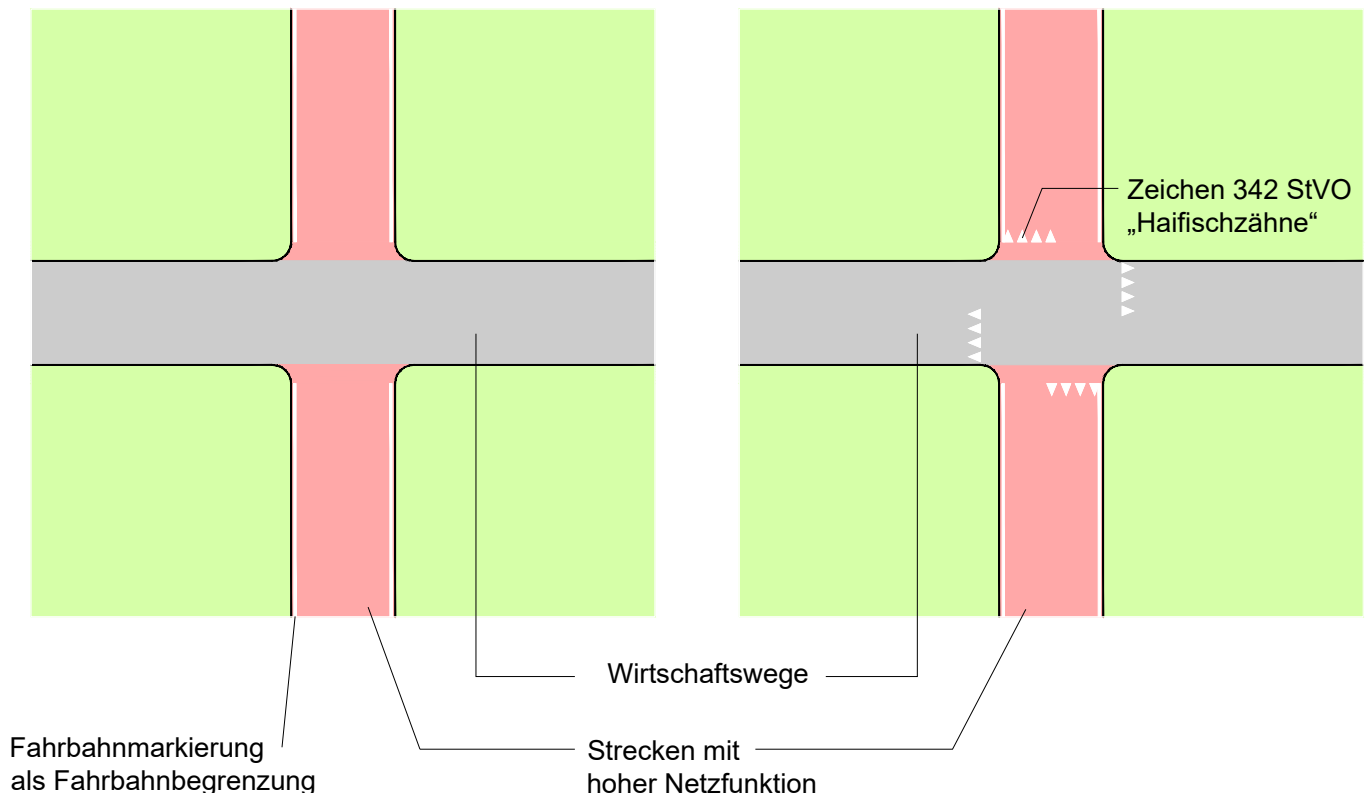 Zeichen 342 StVO
„Haifischzähne“
Wirtschaftswege
Fahrbahnmarkierung
als Fahrbahnbegrenzung
Strecken mit
hoher Netzfunktion